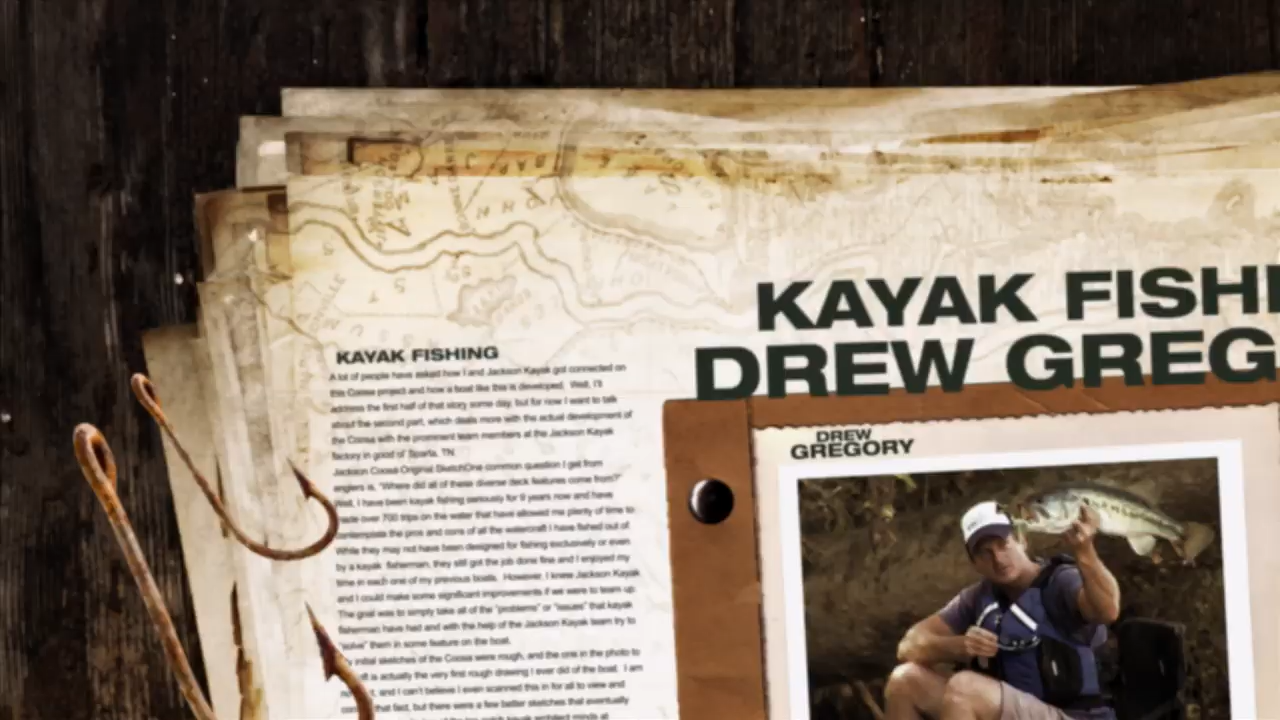 KAYAK FISHI
DREW GREG
KAYAK FISHING
A lot of people have asked how I and Jackson Kayak got connected on
this Coosa project and how a boat like this is developed. Well, I'll
address the first half of that story some day, but for now I want to talk
about the second part, which deals more with the actual development of
the Coosa with the prominent team members at the Jackson Kayak
factory in good ol' Sparta, TN.
Jackson Coosa Original SketchOne common question I get from
anglers is, "Where did all of these diverse deck features come from?"
Well, I have been kayak fishing seriously for 9 years now and have
made over 700 trips on the water that have allowed me plenty of time to
contemplate the pros and cons of all the watercraft I have fished out of.
While they may not have been designed for fishing exclusively or even
by a kayak fisherman, they still got the job done fine and I enjoyed my
time in each one of my previous boats. However, I knew Jackson Kayak
and I could make some significant improvements if we were to team up.
The goal was to simply take all of the "problems" or "issues" that kayak
fisherman have had and with the help of the Jackson Kayak team try to
"solve" them in some feature on the boat.
initial sketches of the Coosa were rough, and the one in the photo to
is actually the very first rough drawing I ever did of the boat. I am
and I can't believe I even scanned this in for all to view and
that fast, but there were a few better sketches that eventually
kayak architect minds at
DREW
GREGORY